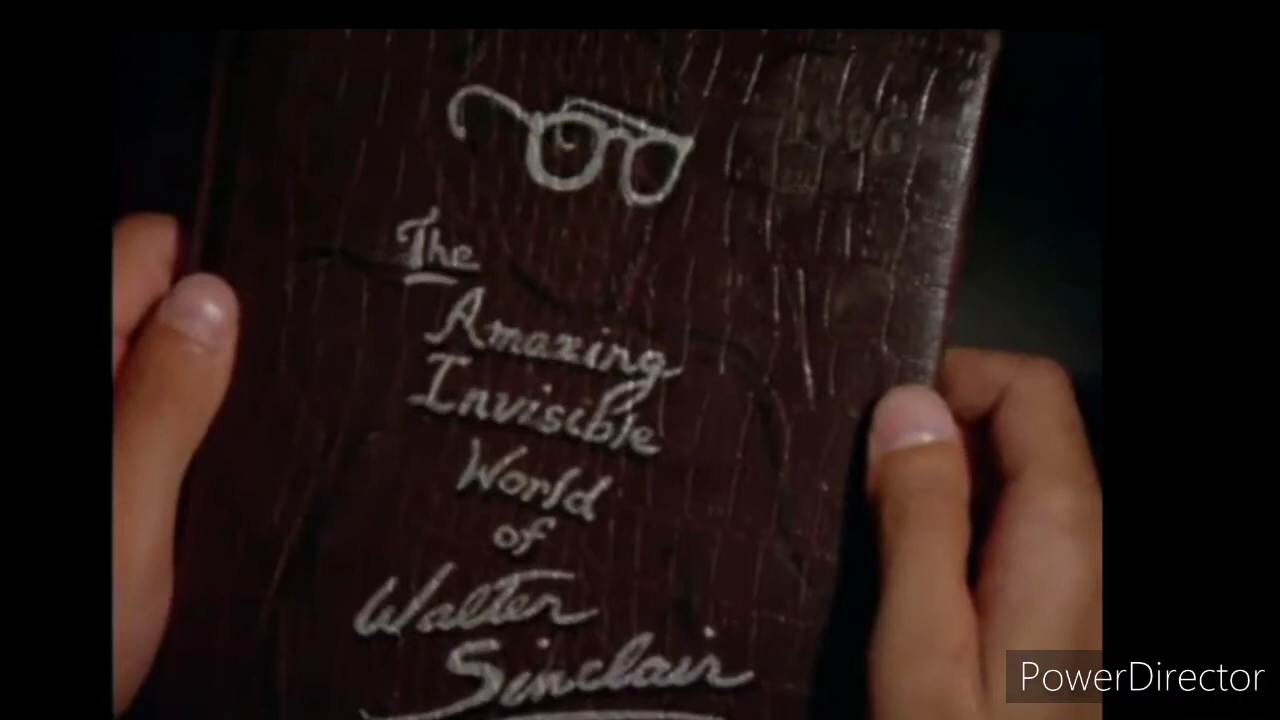 The
Amazing
Invisible
World
of
Walter
Sinclair
PowerDirector